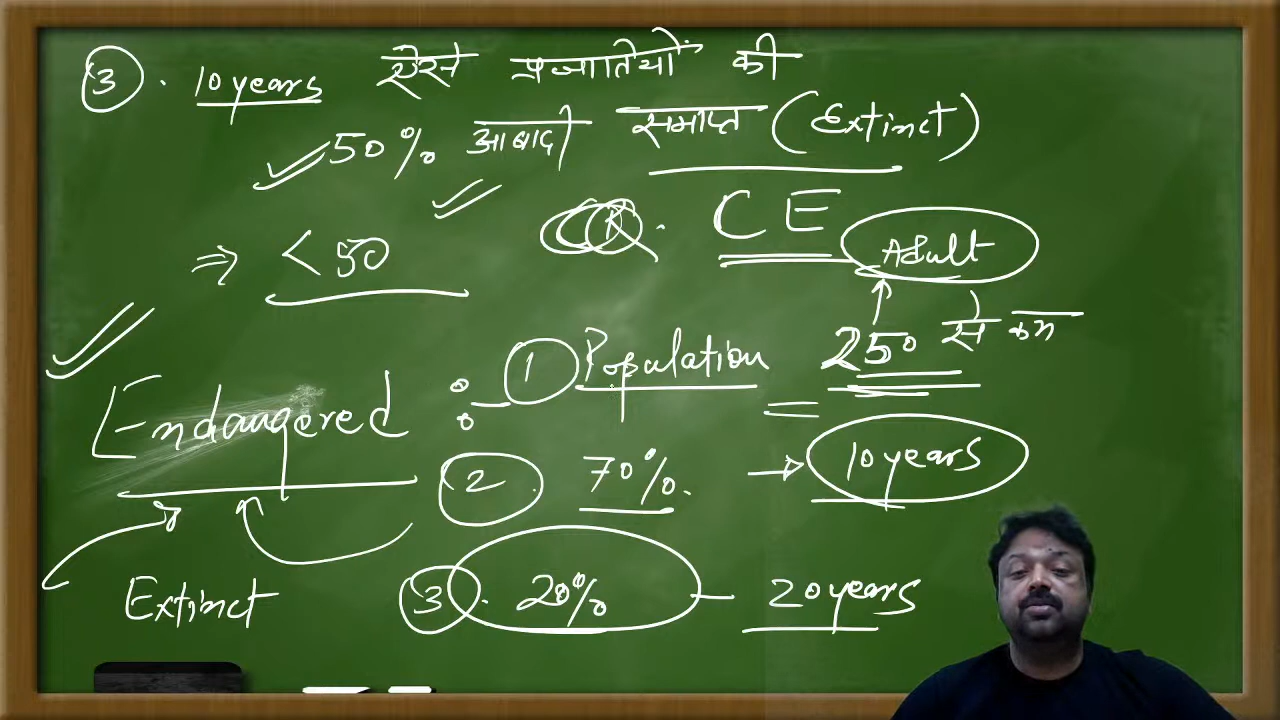 ③ . 10 years ऐसे प्रजातियों की
50% आबादी समाप्त (Extinct)
CR . CE
⇒ < 50
Adult
Endangered : - ① Population = 250 से कम
② 70%. → 10 years
③ . 20% - 20 years
Extinct